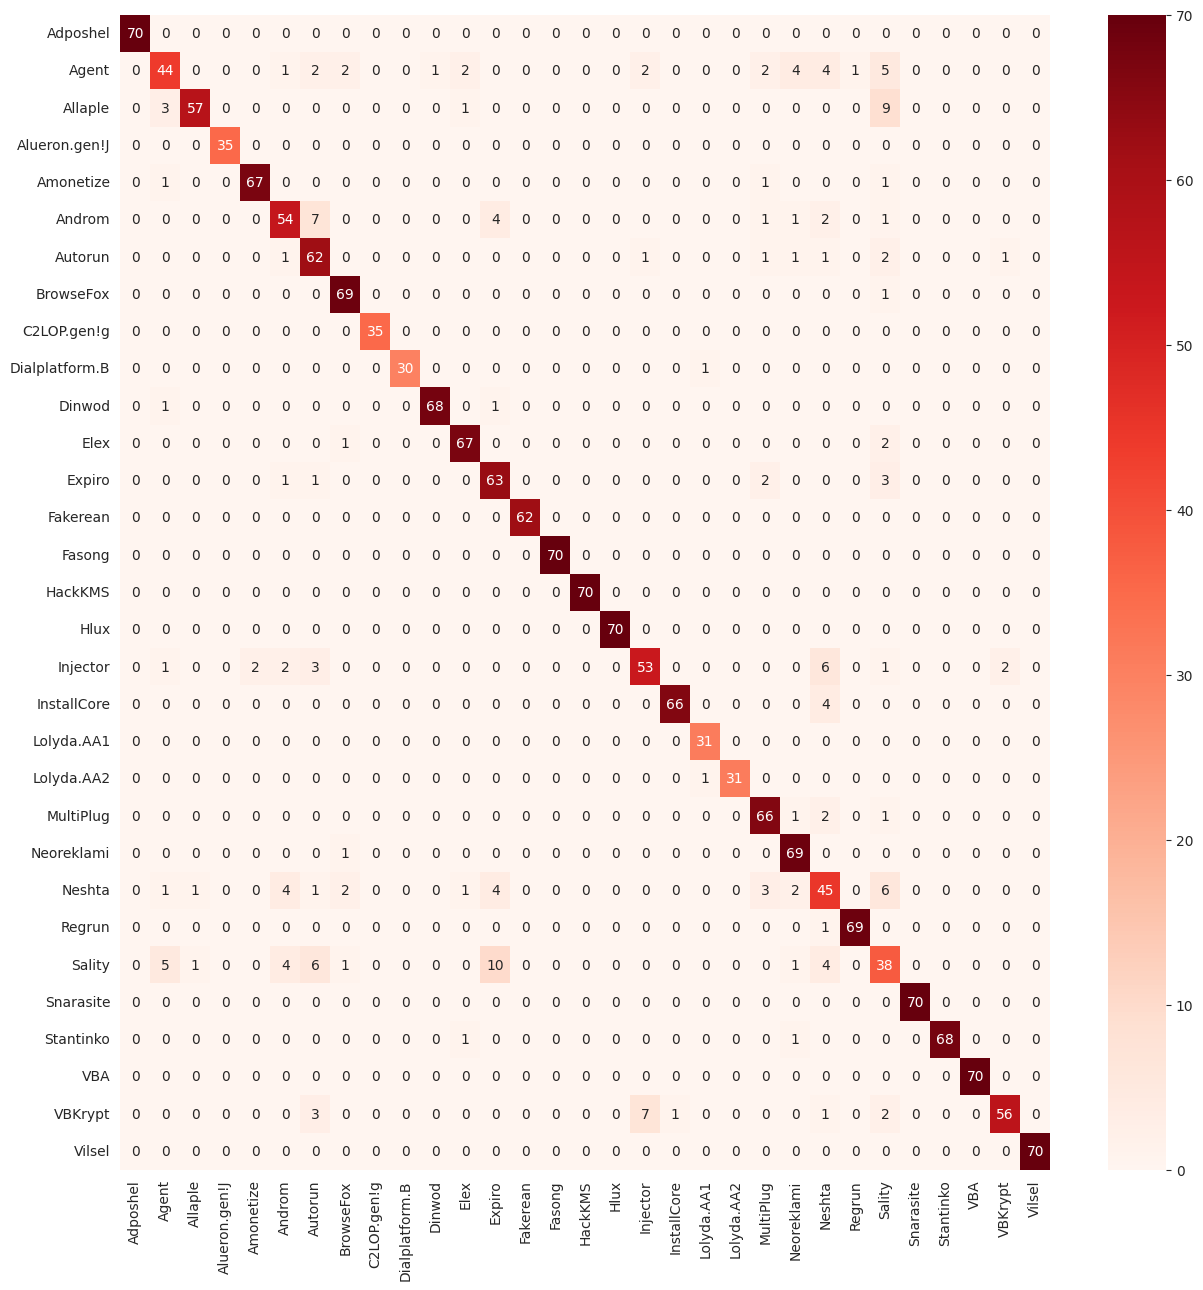 Adposhel 70 0 0 0 0 0 0 0 0 0 0 0 0 0 0 0 0 0 0 0 0 0 0 0 0 0 0 0 0 0 0
Agent 0 44 0 0 0 1 2 2 0 0 1 2 0 0 0 0 0 2 0 0 0 2 4 4 1 5 0 0 0 0 0
Allaple 0 3 57 0 0 0 0 0 0 0 0 1 0 0 0 0 0 0 0 0 0 0 0 0 0 9 0 0 0 0 0
Alueron.gen!J 0 0 0 35 0 0 0 0 0 0 0 0 0 0 0 0 0 0 0 0 0 0 0 0 0 0 0 0 0 0 0
Amonetize 0 1 0 0 67 0 0 0 0 0 0 0 0 0 0 0 0 0 0 0 0 1 0 0 0 1 0 0 0 0 0
Androm 0 0 0 0 0 54 7 0 0 0 0 0 4 0 0 0 0 0 0 0 0 1 1 2 0 1 0 0 0 0 0
Autorun 0 0 0 0 0 1 62 0 0 0 0 0 0 0 0 0 0 1 0 0 0 1 1 1 0 2 0 0 0 1 0
BrowseFox 0 0 0 0 0 0 0 69 0 0 0 0 0 0 0 0 0 0 0 0 0 0 0 0 0 1 0 0 0 0 0
C2LOP.gen!g 0 0 0 0 0 0 0 0 35 0 0 0 0 0 0 0 0 0 0 0 0 0 0 0 0 0 0 0 0 0 0
Dialplatform.B 0 0 0 0 0 0 0 0 0 30 0 0 0 0 0 0 0 0 0 1 0 0 0 0 0 0 0 0 0 0 0
Dinwod 0 1 0 0 0 0 0 0 0 0 68 0 1 0 0 0 0 0 0 0 0 0 0 0 0 0 0 0 0 0 0
Elex 0 0 0 0 0 0 0 1 0 0 0 67 0 0 0 0 0 0 0 0 0 0 0 0 0 2 0 0 0 0 0
Expiro 0 0 0 0 0 1 1 0 0 0 0 0 63 0 0 0 0 0 0 0 0 2 0 0 0 3 0 0 0 0 0
Fakerean 0 0 0 0 0 0 0 0 0 0 0 0 0 62 0 0 0 0 0 0 0 0 0 0 0 0 0 0 0 0 0
Fasong 0 0 0 0 0 0 0 0 0 0 0 0 0 0 70 0 0 0 0 0 0 0 0 0 0 0 0 0 0 0 0
HackKMS 0 0 0 0 0 0 0 0 0 0 0 0 0 0 0 70 0 0 0 0 0 0 0 0 0 0 0 0 0 0 0
Hlux 0 0 0 0 0 0 0 0 0 0 0 0 0 0 0 0 70 0 0 0 0 0 0 0 0 0 0 0 0 0 0
Injector 0 1 0 0 2 2 3 0 0 0 0 0 0 0 0 0 0 53 0 0 0 0 0 6 0 1 0 0 0 2 0
InstallCore 0 0 0 0 0 0 0 0 0 0 0 0 0 0 0 0 0 0 66 0 0 0 0 4 0 0 0 0 0 0 0
Lolyda.AA1 0 0 0 0 0 0 0 0 0 0 0 0 0 0 0 0 0 0 0 31 0 0 0 0 0 0 0 0 0 0 0
Lolyda.AA2 0 0 0 0 0 0 0 0 0 0 0 0 0 0 0 0 0 0 0 1 31 0 0 0 0 0 0 0 0 0 0
MultiPlug 0 0 0 0 0 0 0 0 0 0 0 0 0 0 0 0 0 0 0 0 0 66 1 2 0 1 0 0 0 0 0
Neoreklami 0 0 0 0 0 0 0 1 0 0 0 0 0 0 0 0 0 0 0 0 0 0 69 0 0 0 0 0 0 0 0
Neshta 0 1 1 0 0 4 1 2 0 0 0 1 4 0 0 0 0 0 0 0 0 3 2 45 0 6 0 0 0 0 0
Regrun 0 0 0 0 0 0 0 0 0 0 0 0 0 0 0 0 0 0 0 0 0 0 0 1 69 0 0 0 0 0 0
Sality 0 5 1 0 0 4 6 1 0 0 0 0 10 0 0 0 0 0 0 0 0 0 1 4 0 38 0 0 0 0 0
Snarasite 0 0 0 0 0 0 0 0 0 0 0 0 0 0 0 0 0 0 0 0 0 0 0 0 0 0 70 0 0 0 0
Stantinko 0 0 0 0 0 0 0 0 0 0 0 1 0 0 0 0 0 0 0 0 0 0 1 0 0 0 0 68 0 0 0
VBA 0 0 0 0 0 0 0 0 0 0 0 0 0 0 0 0 0 0 0 0 0 0 0 0 0 0 0 0 70 0 0
VBKrypt 0 0 0 0 0 0 3 0 0 0 0 0 0 0 0 0 0 7 1 0 0 0 0 1 0 2 0 0 0 56 0
Vilsel 0 0 0 0 0 0 0 0 0 0 0 0 0 0 0 0 0 0 0 0 0 0 0 0 0 0 0 0 0 0 70
Adposhel
Agent
Allaple
Alueron.gen!J
Amonetize
Androm
Autorun
BrowseFox
C2LOP.gen!g
Dialplatform.B
Dinwod
Elex
Expiro
Fakerean
Fasong
HackKMS
Hlux
Injector
InstallCore
Lolyda.AA1
Lolyda.AA2
MultiPlug
Neoreklami
Neshta
Regrun
Sality
Snarasite
Stantinko
VBA
VBKrypt
Vilsel
70
60
50
40
30
20
10
0